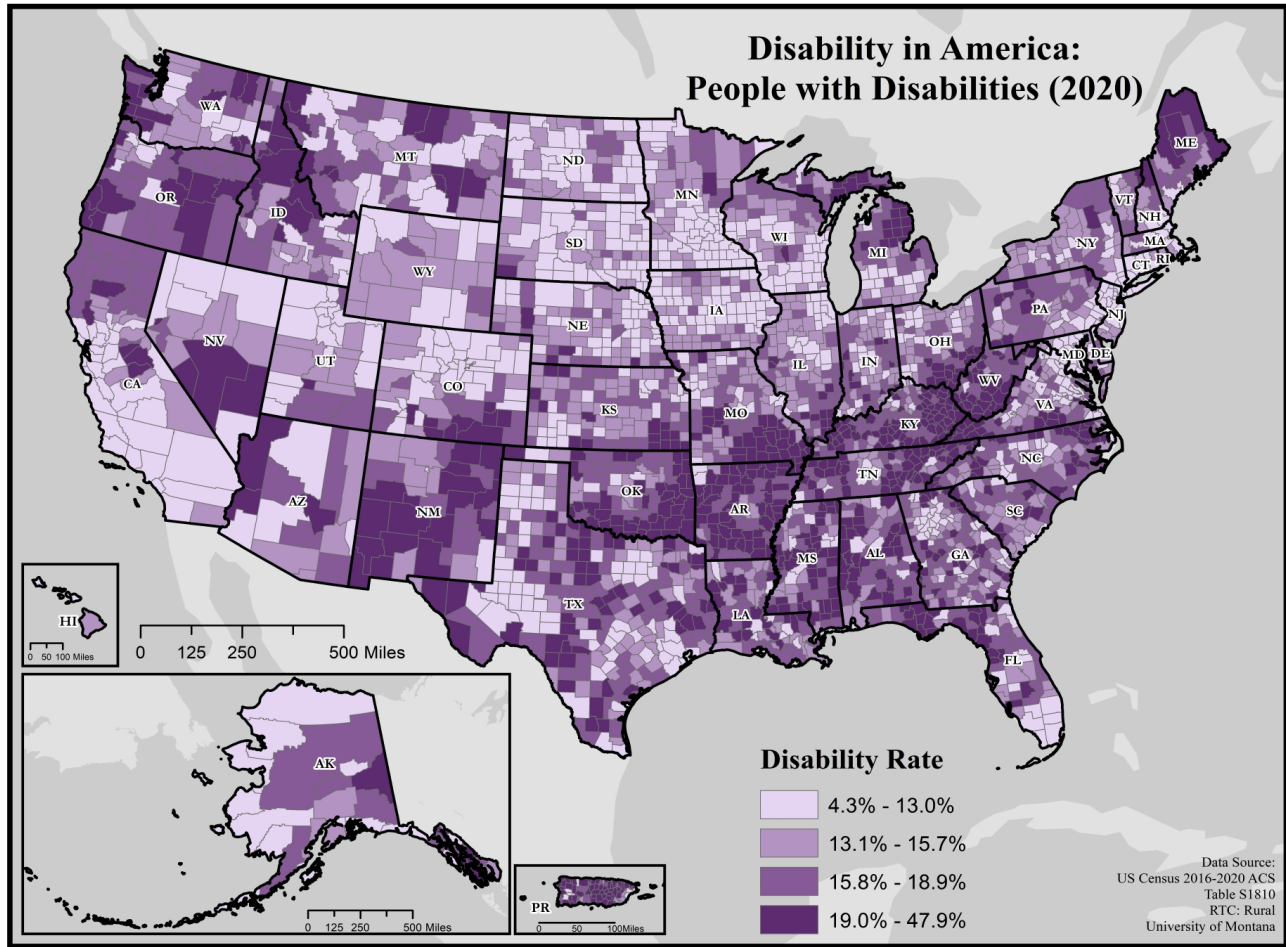 Disability in America:
People with Disabilities (2020)
WA
MT
ND
MN
ME
OR
ID
SD
WI
MI
VT
NH
NY
MA
CT
RI
WY
IA
NE
PA
NJ
NV
UT
CO
IL
IN
OH
MD
DE
CA
KS
MO
WV
VA
KY
AZ
NM
OK
AR
TN
NC
SC
MS
AL
GA
TX
LA
FL
HI
0 50 100 Miles
0 125 250 500 Miles
AK
0 125 250 500 Miles
PR
0 50 100Miles
Disability Rate
4.3% - 13.0%
13.1% - 15.7%
15.8% - 18.9%
19.0% - 47.9%
Data Source:
US Census 2016-2020 ACS
Table S1810
RTC: Rural
University of Montana